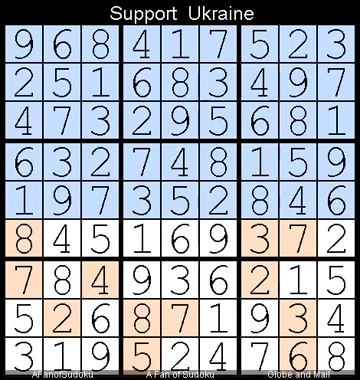 Support Ukraine
9 6 8 4 1 7 5 2 3
2 5 1 6 8 3 4 9 7
4 7 3 2 9 5 6 8 1
6 3 2 7 4 8 1 5 9
1 9 7 3 5 2 8 4 6
8 4 5 1 6 9 3 7 2
7 8 4 9 3 6 2 1 5
5 2 6 8 7 1 9 3 4
3 1 9 5 2 4 7 6 8
AFanofSudoku A Fan of Sudoku Globe and Mail